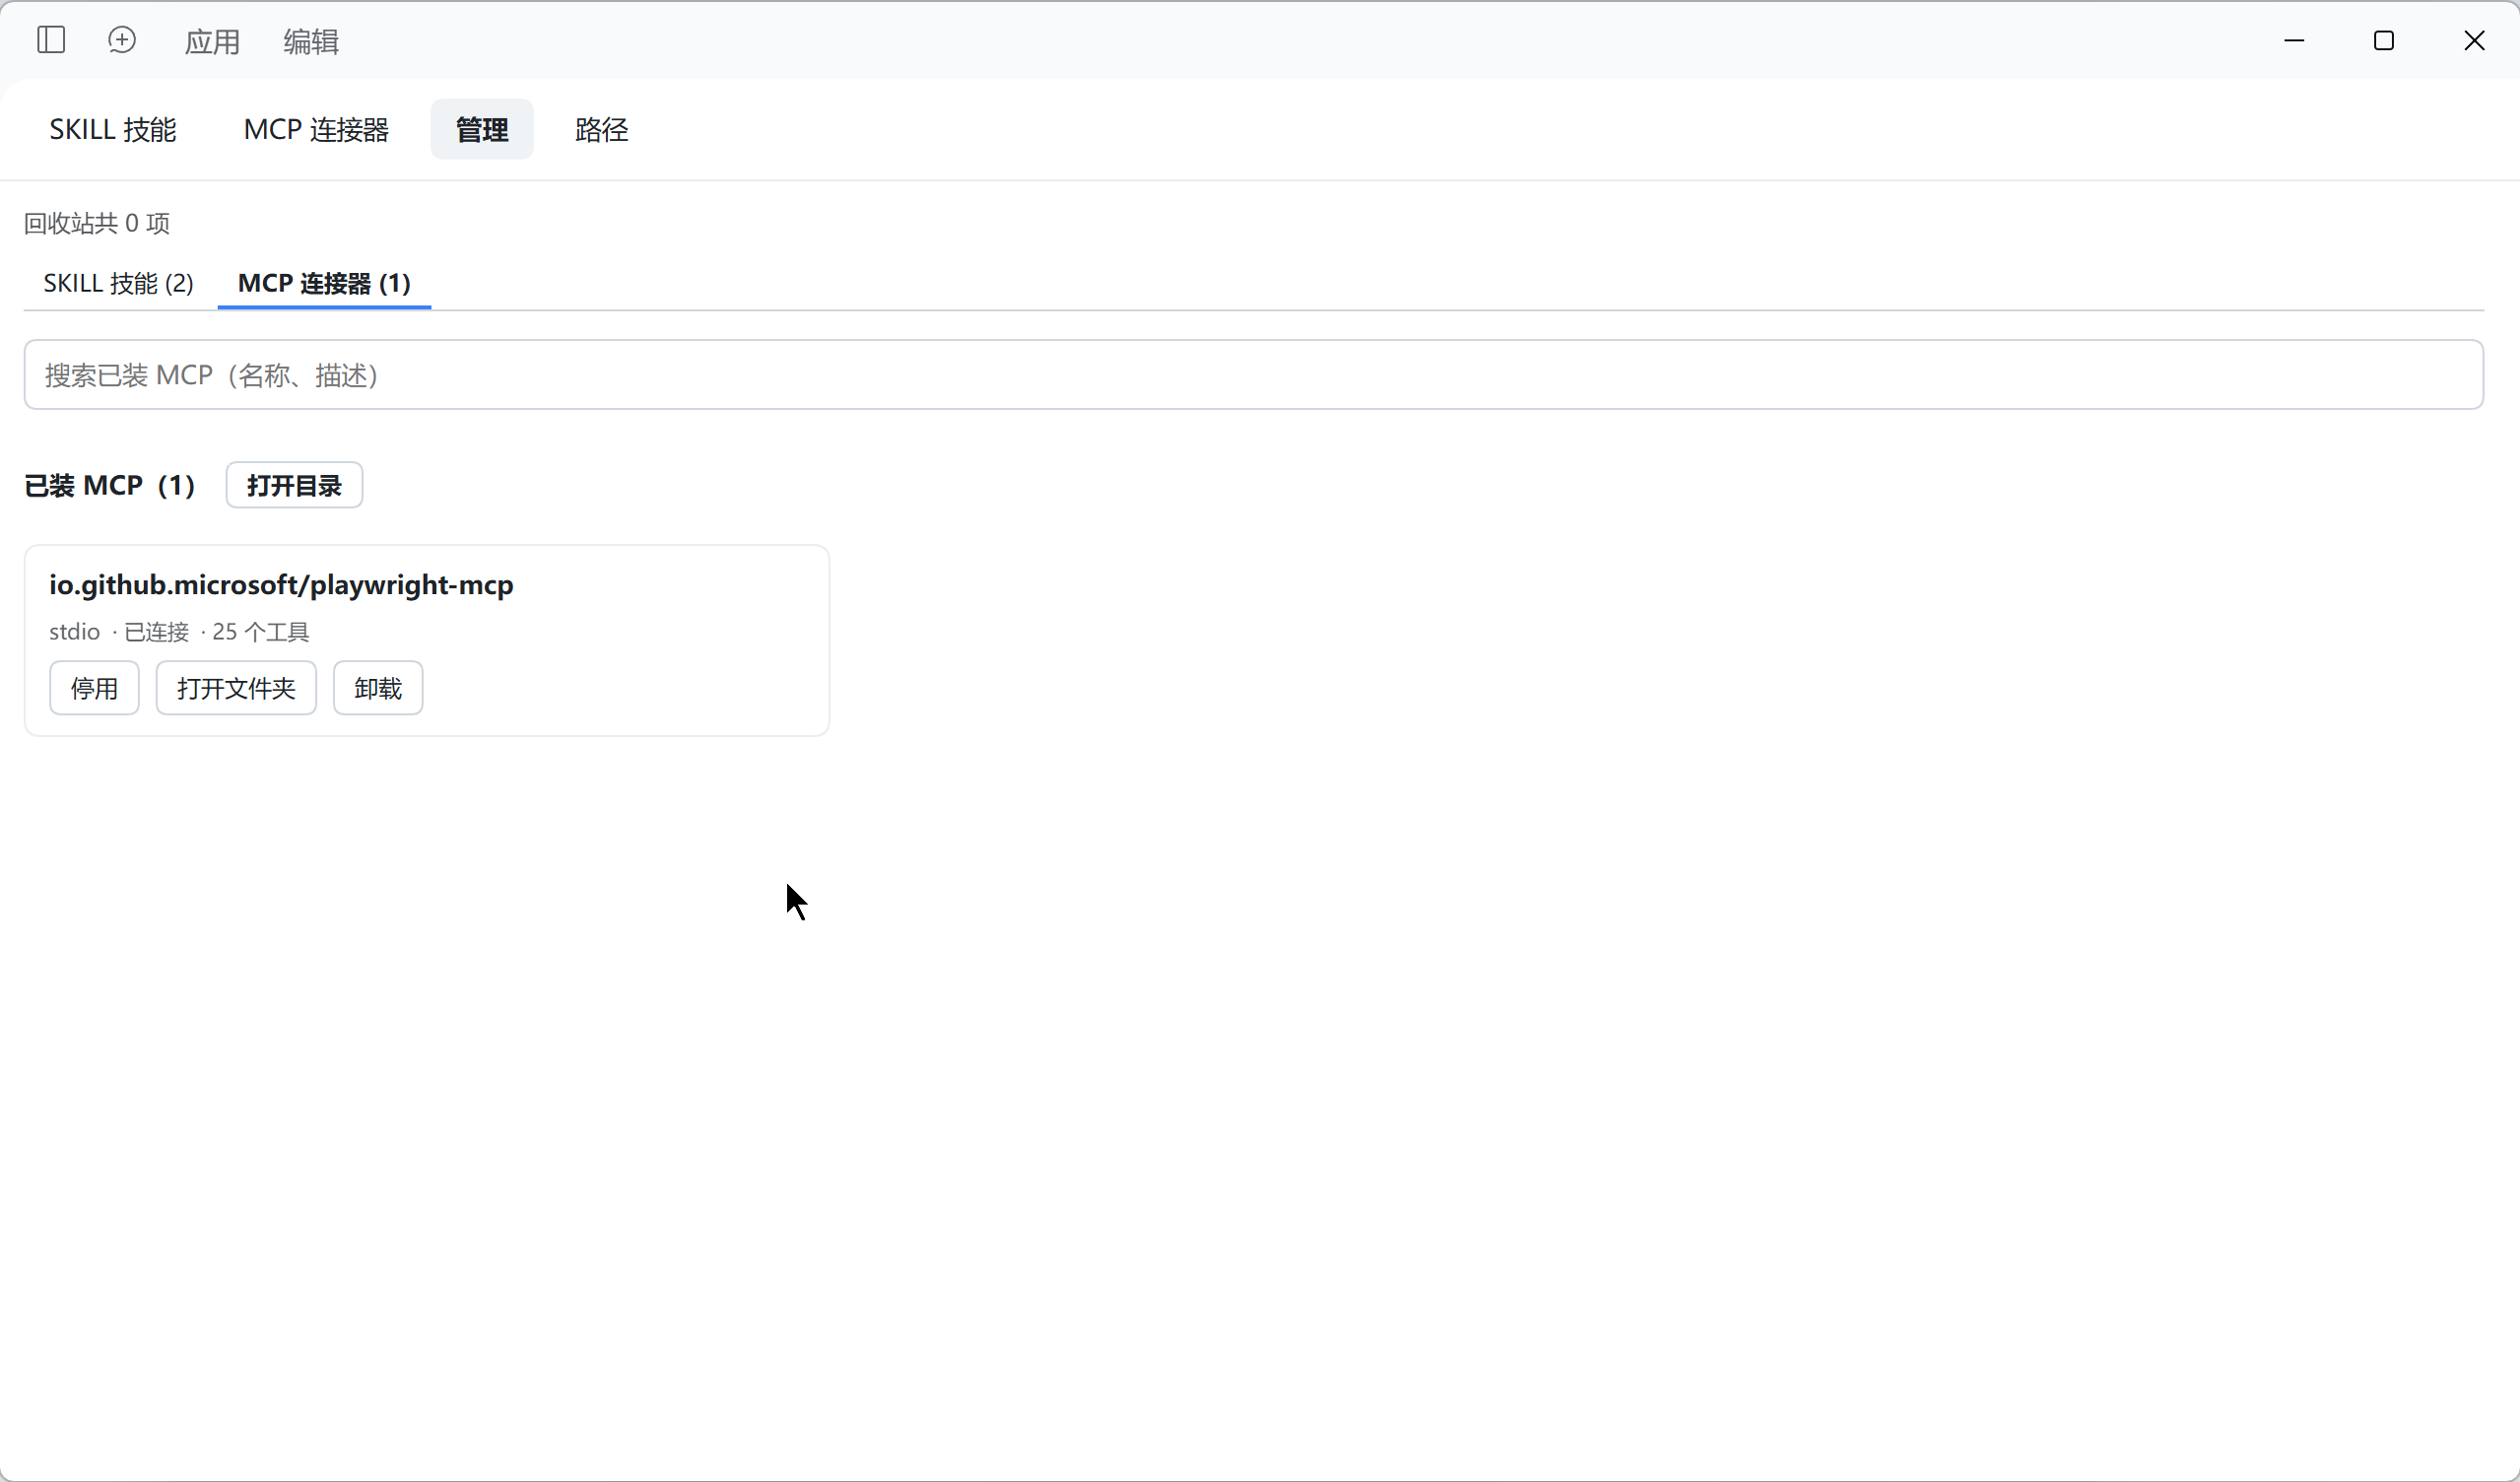 应用 编辑
SKILL 技能 MCP 连接器 管理 路径
回收站共 0 项
SKILL 技能 (2) MCP 连接器 (1)
搜索已装 MCP（名称、描述）
已装 MCP（1） 打开目录
io.github.microsoft/playwright-mcp
stdio · 已连接 · 25 个工具
停用 打开文件夹 卸载